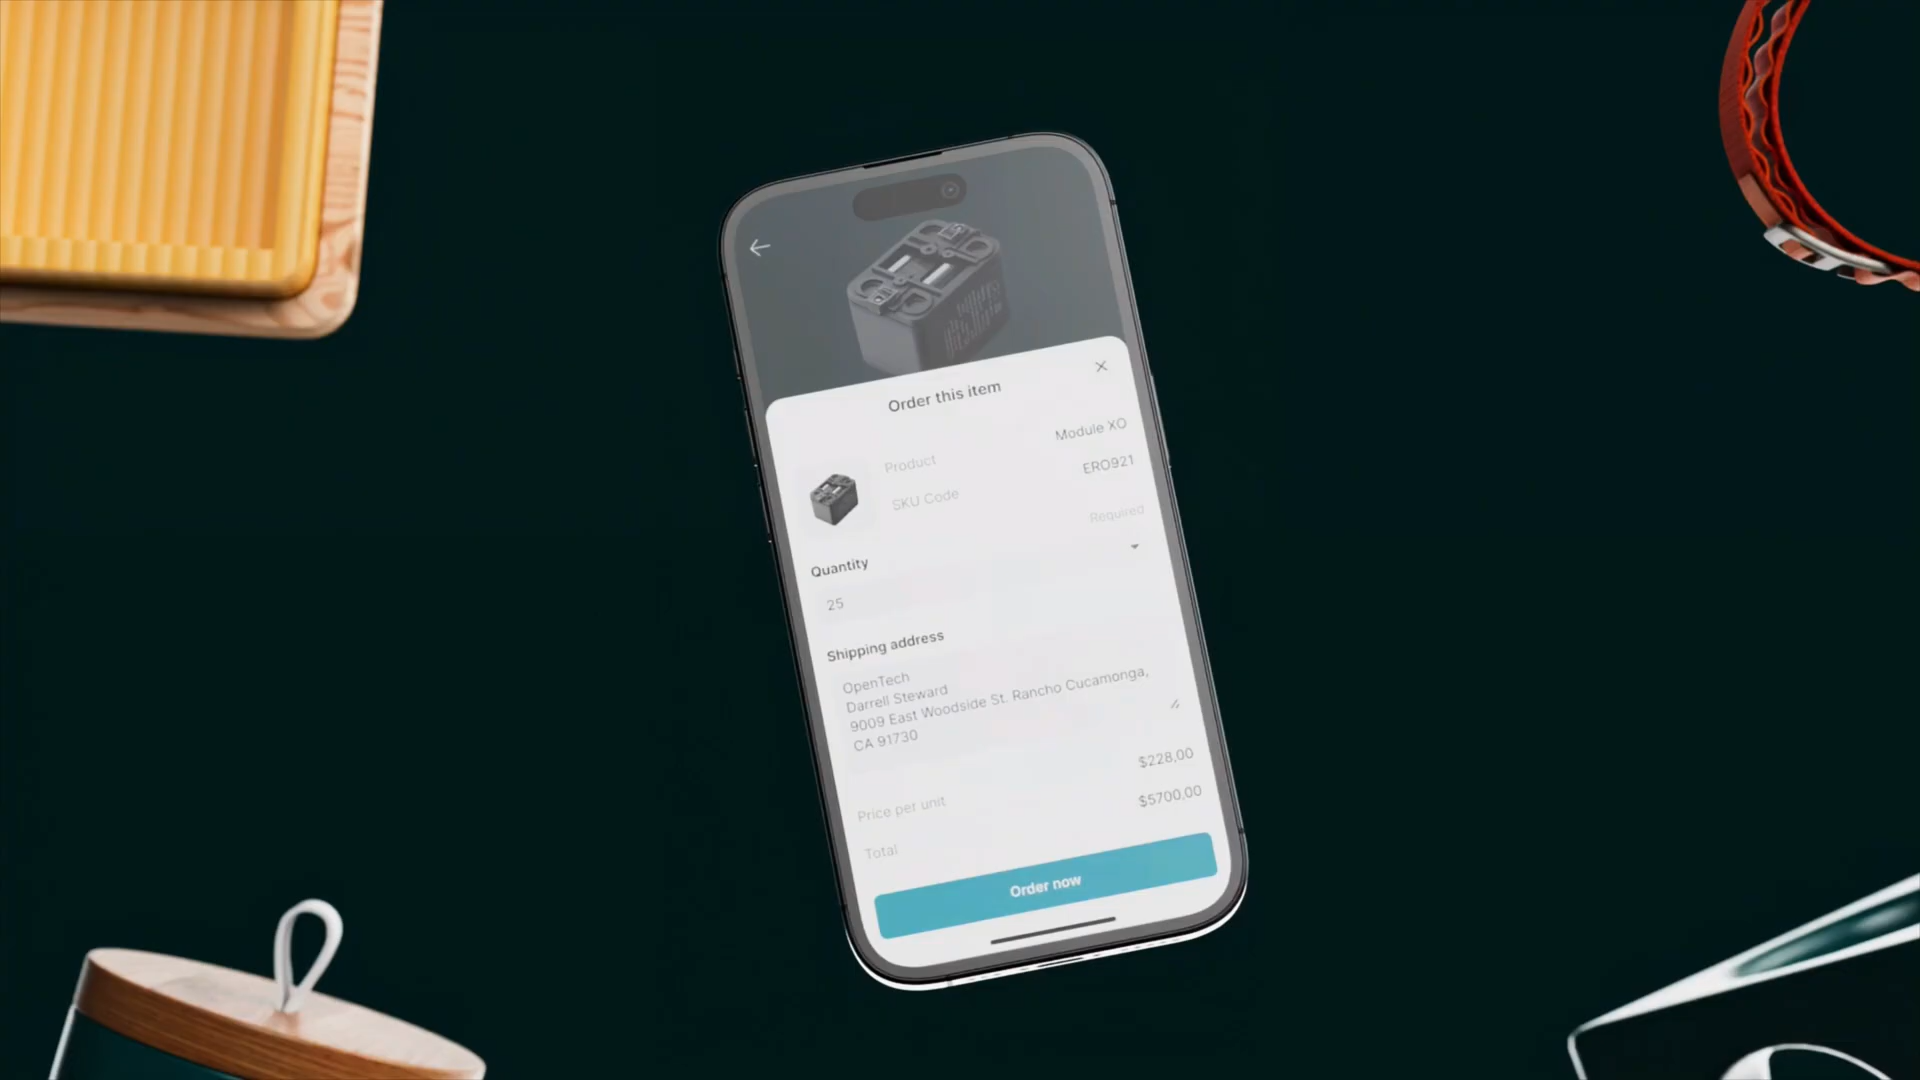 Order this item
Product
Module XO
SKU Code
ERO921
Required
Quantity
25
Shipping address
OpenTech
Darrell Steward
9009 East Woodside St. Rancho Cucamonga,
CA 91730
Price per unit
$228,00
Total
$5700,00
Order now